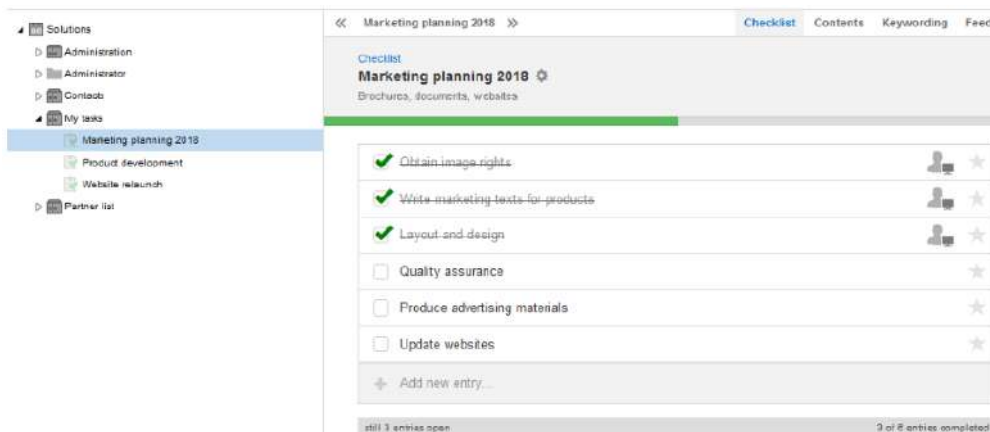 Solutions
Administration
Administrator
Contacts
My tasks
Marketing planning 2018
Product development
Website relaunch
Partner list
Marketing planning 2018
Checklist Contents Keywording Feed
Checklist
Marketing planning 2018
Brochures, documents, websites
Obtain image rights
Write marketing texts for products
Layout and design
Quality assurance
Produce advertising materials
Update websites
Add new entry...
still 3 entries open
3 of 6 entries completed